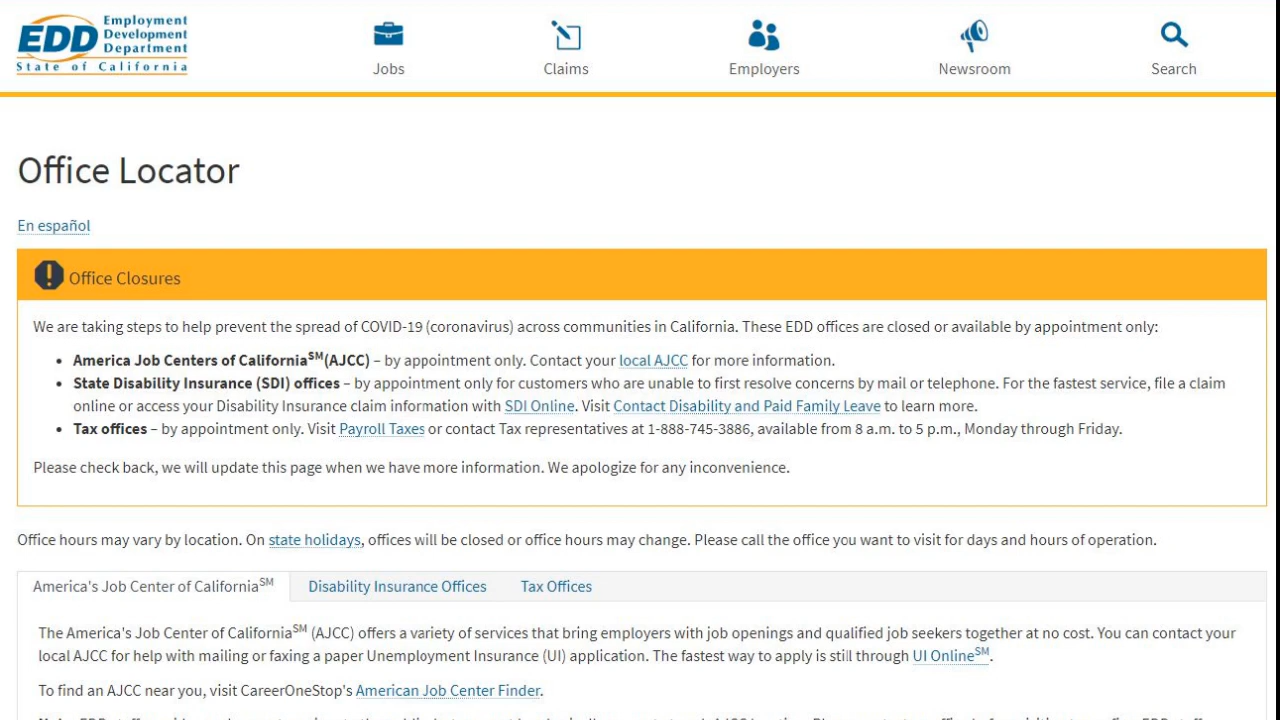 EDD Employment
Development
Department
State of California
Jobs
Claims
Employers
Newsroom
Search
Office Locator
En español
Office Closures
We are taking steps to help prevent the spread of COVID-19 (coronavirus) across communities in California. These EDD offices are closed or available by appointment only:
• America Job Centers of CaliforniaSM(AJCC) – by appointment only. Contact your local AJCC for more information.
• State Disability Insurance (SDI) offices – by appointment only for customers who are unable to first resolve concerns by mail or telephone. For the fastest service, file a claim
online or access your Disability Insurance claim information with SDI Online. Visit Contact Disability and Paid Family Leave to learn more.
• Tax offices – by appointment only. Visit Payroll Taxes or contact Tax representatives at 1-888-745-3886, available from 8 a.m. to 5 p.m., Monday through Friday.
Please check back, we will update this page when we have more information. We apologize for any inconvenience.
Office hours may vary by location. On state holidays, offices will be closed or office hours may change. Please call the office you want to visit for days and hours of operation.
America's Job Center of CaliforniaSM
Disability Insurance Offices
Tax Offices
The America's Job Center of CaliforniaSM (AJCC) offers a variety of services that bring employers with job openings and qualified job seekers together at no cost. You can contact your
local AJCC for help with mailing or faxing a paper Unemployment Insurance (UI) application. The fastest way to apply is still through UI OnlineSM.
To find an AJCC near you, visit CareerOneStop's American Job Center Finder.